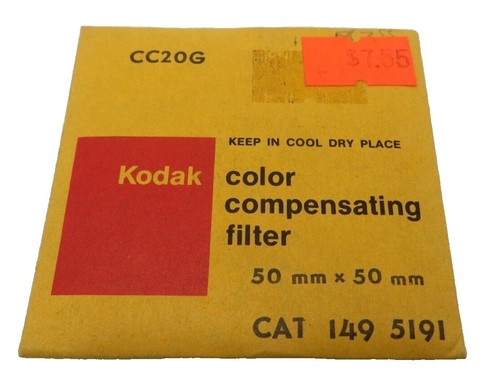 CC20G
$7.55
KEEP IN COOL DRY PLACE
Kodak
color
compensating
filter
50 mm x 50 mm
CAT 149 5191